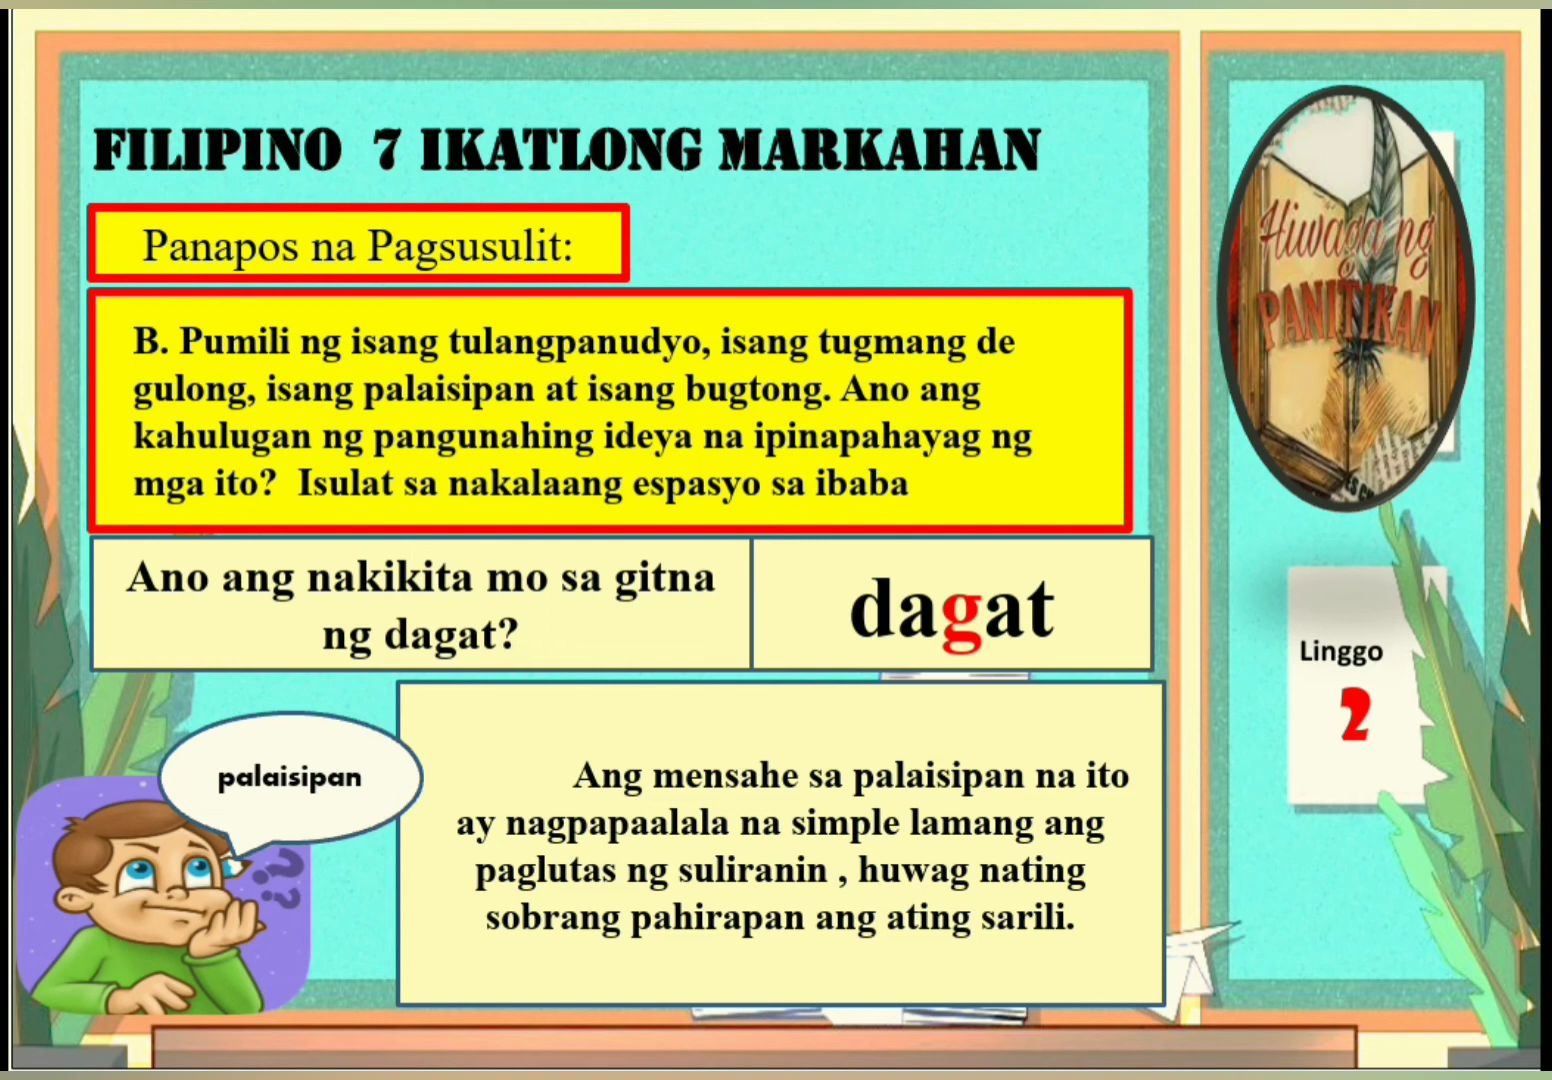 FILIPINO 7 IKATLONG MARKAHAN
Panapos na Pagsusulit:
B. Pumili ng isang tulangpanudyo, isang tugmang de
gulong, isang palaisipan at isang bugtong. Ano ang
kahulugan ng pangunahing ideya na ipinapahayag ng
mga ito? Isulat sa nakalaang espasyo sa ibaba
Ano ang nakikita mo sa gitna
ng dagat?
dagat
palaisipan
Ang mensahe sa palaisipan na ito
ay nagpapaalala na simple lamang ang
paglutas ng suliranin , huwag nating
sobrang pahirapan ang ating sarili.
Hiwaga ng
PANITIKAN
Linggo
2